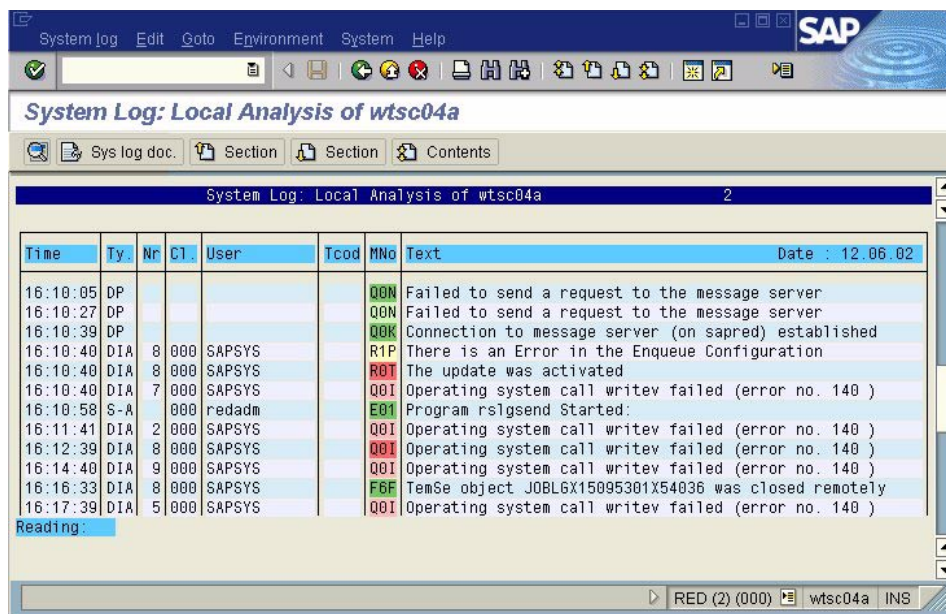 System log Edit Goto Environment System Help
SAP
System Log: Local Analysis of wtsc04a
Sys log doc. Section Section Contents
System Log: Local Analysis of wtsc04a 2
Time Ty. Nr Cl. User Tcod MNo Text Date : 12.06.02
16:10:05 DP Q0N Failed to send a request to the message server
16:10:27 DP Q0N Failed to send a request to the message server
16:10:39 DP Q0K Connection to message server (on sapred) established
16:10:40 DIA 8 000 SAPSYS R1P There is an Error in the Enqueue Configuration
16:10:40 DIA 8 000 SAPSYS R0T The update was activated
16:10:40 DIA 7 000 SAPSYS Q0I Operating system call writev failed (error no. 140 )
16:10:58 S-A 000 redadm E01 Program rslgsend Started:
16:11:41 DIA 2 000 SAPSYS Q0I Operating system call writev failed (error no. 140 )
16:12:39 DIA 8 000 SAPSYS Q0I Operating system call writev failed (error no. 140 )
16:14:40 DIA 9 000 SAPSYS Q0I Operating system call writev failed (error no. 140 )
16:16:33 DIA 8 000 SAPSYS F6F TemSe object JOBLGX15095301X54036 was closed remotely
16:17:39 DIA 5 000 SAPSYS Q0I Operating system call writev failed (error no. 140 )
Reading:
RED (2) (000) wtsc04a INS